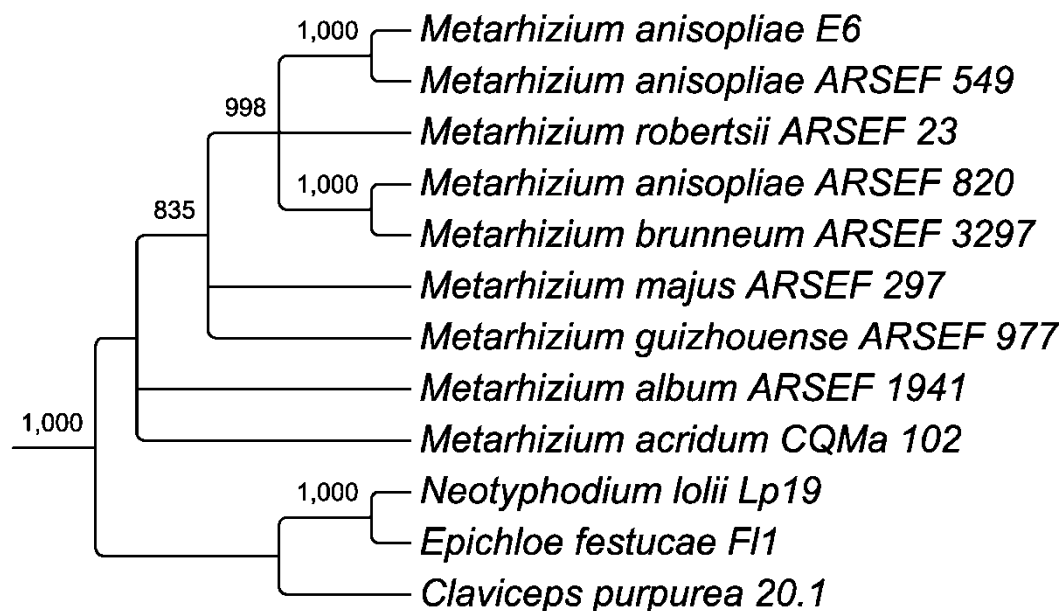 1,000
Metarhizium anisopliae E6
Metarhizium anisopliae ARSEF 549
998
Metarhizium robertsii ARSEF 23
1,000
Metarhizium anisopliae ARSEF 820
835
Metarhizium brunneum ARSEF 3297
Metarhizium majus ARSEF 297
Metarhizium guizhouense ARSEF 977
Metarhizium album ARSEF 1941
1,000
Metarhizium acridum CQMa 102
1,000
Neotyphodium lolii Lp19
Epichloe festucae Fl1
Claviceps purpurea 20.1